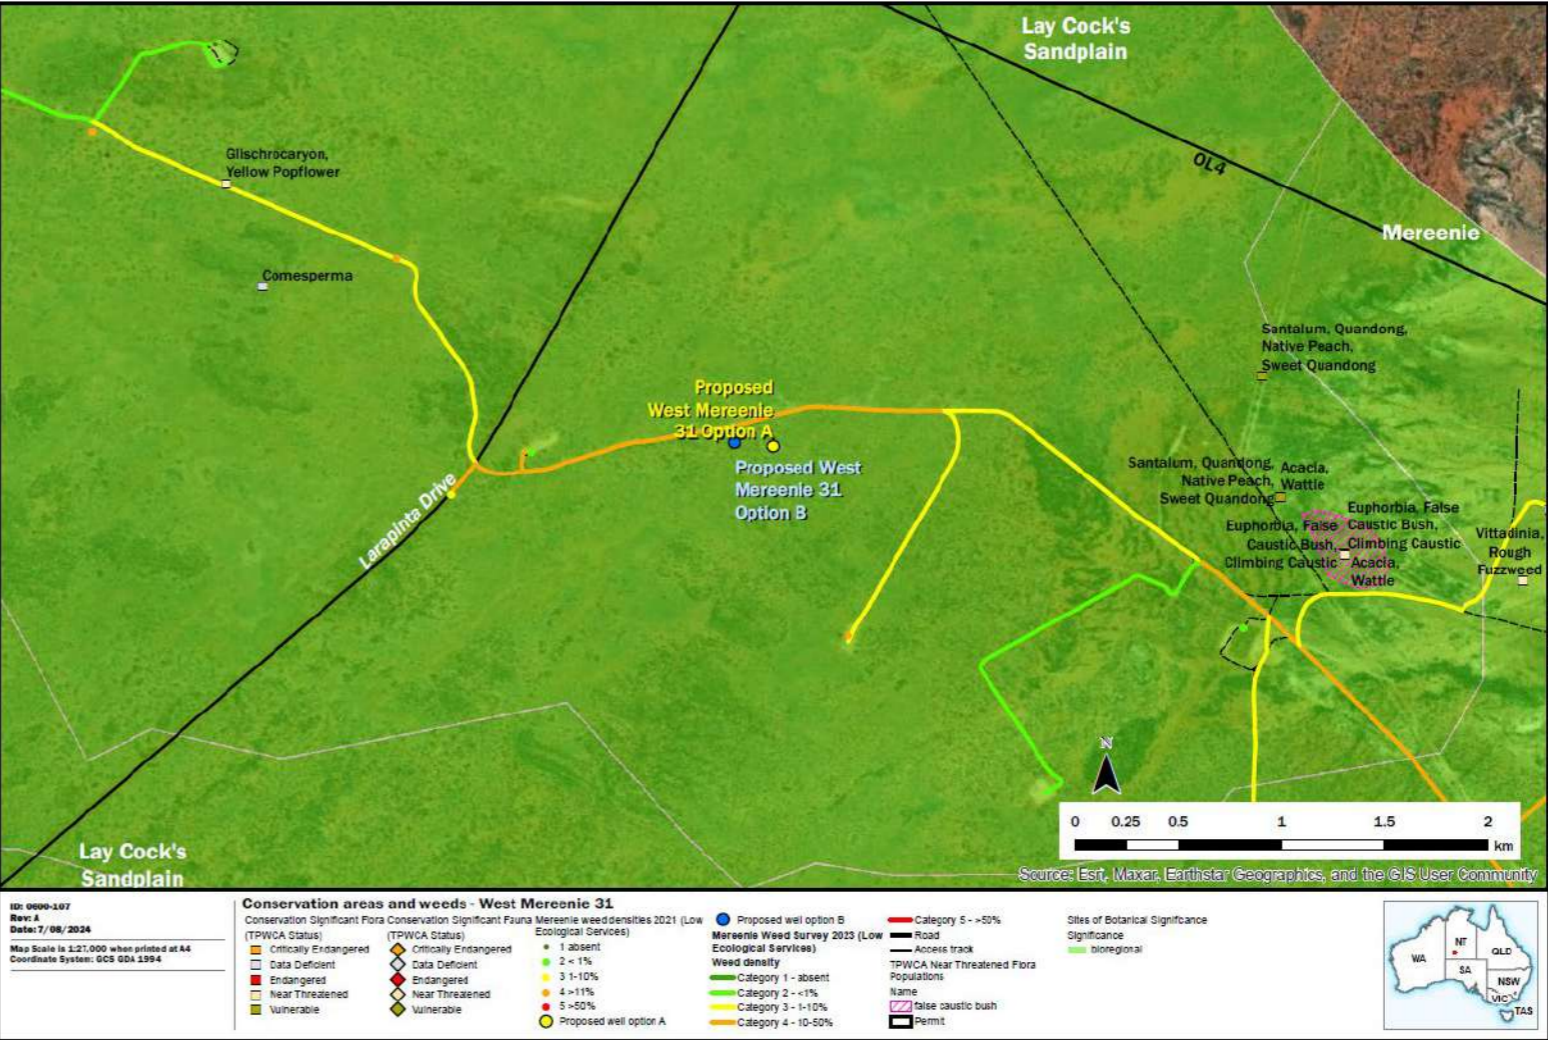 Lay Cock's
Sandplain
OL4
Mereenie
Glischrocaryon,
Yellow Popflower
Comesperma
Santalum, Quandong,
Native Peach,
Sweet Quandong
Proposed
West Mereenie
31 Option A
Proposed West
Mereenie 31
Option B
Larapinta Drive
Santalum, Quandong,
Native Peach,
Sweet Quandong
Acacia,
Wattle
Euphorbia, False
Caustic Bush,
Climbing Caustic
Euphorbia, False
Caustic Bush,
Climbing Caustic
Acacia,
Wattle
Vittadinia,
Rough
Fuzzweed
N
0 0.25 0.5 1 1.5 2
km
Lay Cock's
Sandplain
Source: Esri, Maxar, Earthstar Geographics, and the GIS User Community
ID: 0600-107
Rev: A
Date: 7/08/2024
Map Scale is 1:27,000 when printed at A4
Coordinate System: GCS GDA 1994
Conservation areas and weeds - West Mereenie 31
Conservation Significant Flora
(TPWCA Status)
Critically Endangered
Data Deficient
Endangered
Near Threatened
Vulnerable
Conservation Significant Fauna
(TPWCA Status)
Critically Endangered
Data Deficient
Endangered
Near Threatened
Vulnerable
Mereenie weed densities 2021 (Low
Ecological Services)
1 absent
2 < 1%
3 1-10%
4 >11%
5 >50%
Proposed well option A
Proposed well option B
Mereenie Weed Survey 2023 (Low
Ecological Services)
Weed density
Category 1 - absent
Category 2 - <1%
Category 3 - 1-10%
Category 4 - 10-50%
Category 5 - >50%
Road
Access track
TPWCA Near Threatened Flora
Populations
Name
false caustic bush
Permit
Sites of Botanical Signifcance
Significance
bioregional
WA
NT
QLD
SA
NSW
VIC
TAS